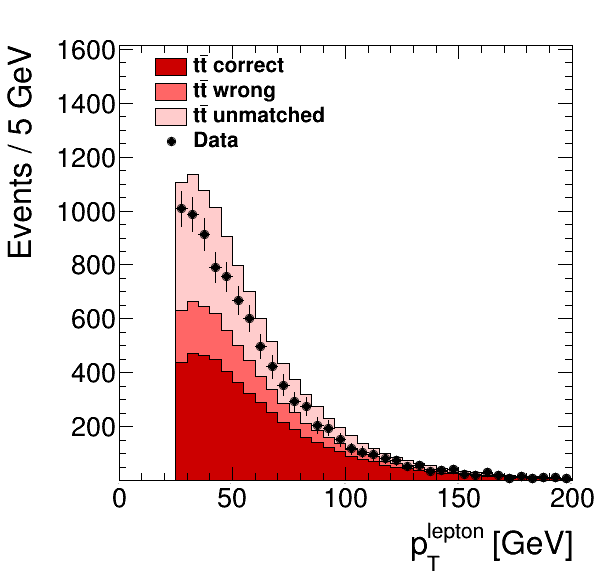 1600
1400
1200
1000
800
600
400
200
Events / 5 GeV
tt̄ correct
tt̄ wrong
tt̄ unmatched
Data
0 50 100 150 200
p_T^lepton [GeV]